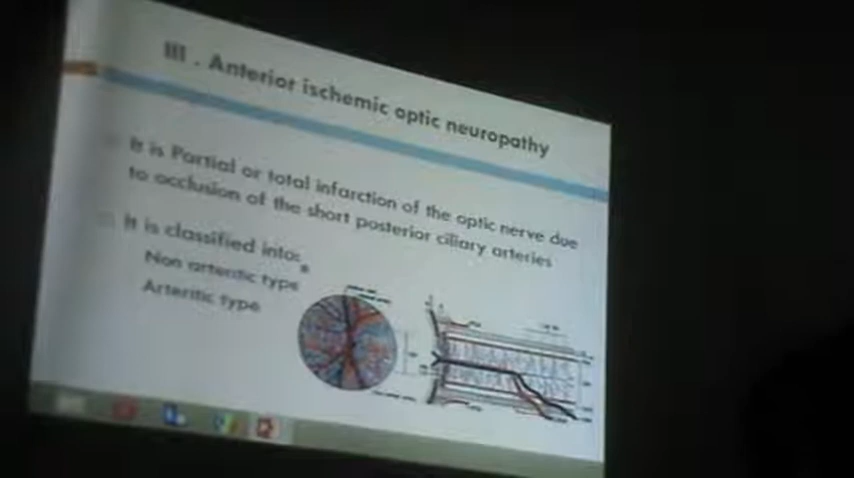 III . Anterior ischemic optic neuropathy
It is Partial or total infarction of the optic nerve due
to occlusion of the short posterior ciliary arteries
It is classified into:
Non arteritic type
Arteritic type